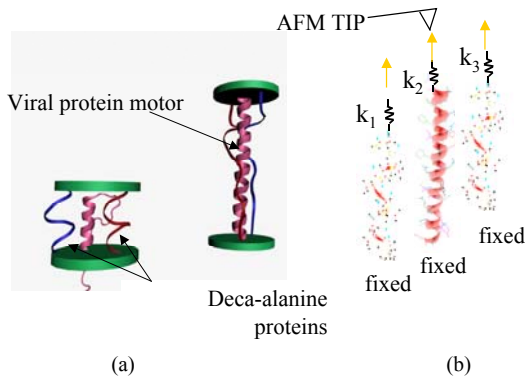 AFM TIP
Viral protein motor
Deca-alanine
proteins
k1
k2
k3
fixed
fixed
fixed
(a)
(b)